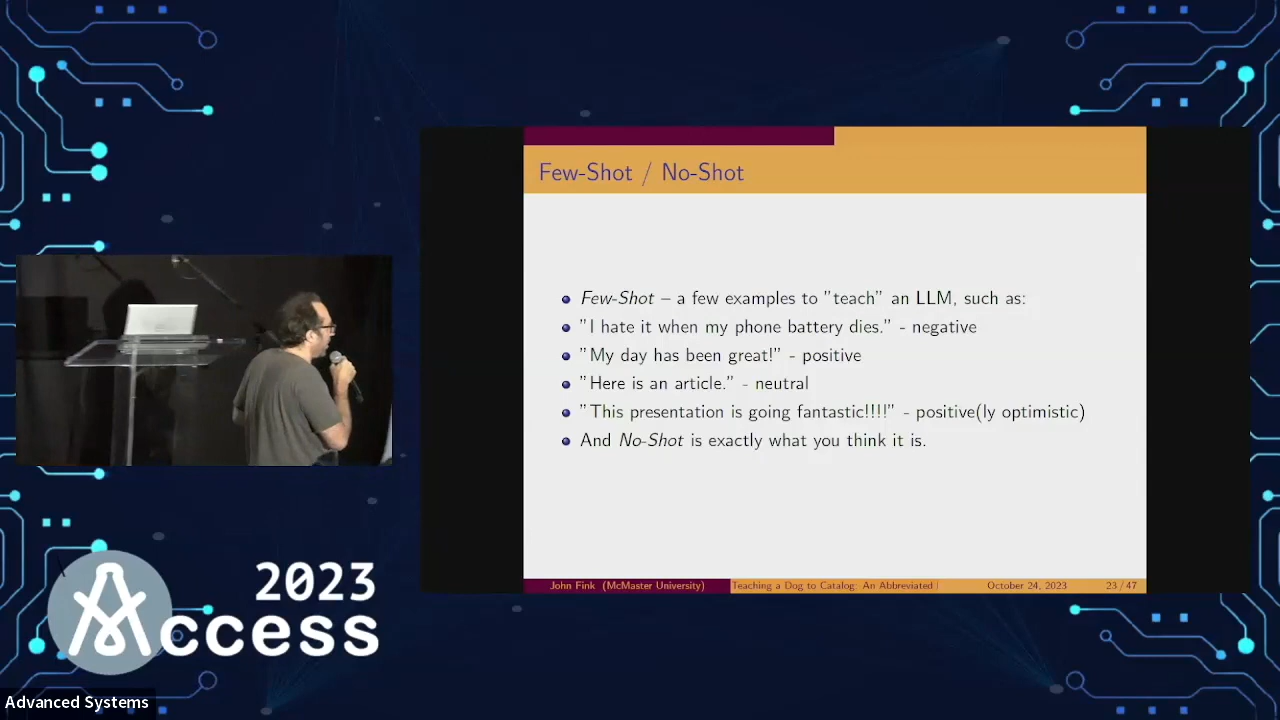 Few-Shot / No-Shot
Few-Shot – a few examples to "teach" an LLM, such as:
"I hate it when my phone battery dies." - negative
"My day has been great!" - positive
"Here is an article." - neutral
"This presentation is going fantastic!!!!" - positive(ly optimistic)
And No-Shot is exactly what you think it is.
John Fink (McMaster University)
Teaching a Dog to Catalog: An Abbreviated
October 24, 2023
23 / 47
2023
Access
Advanced Systems